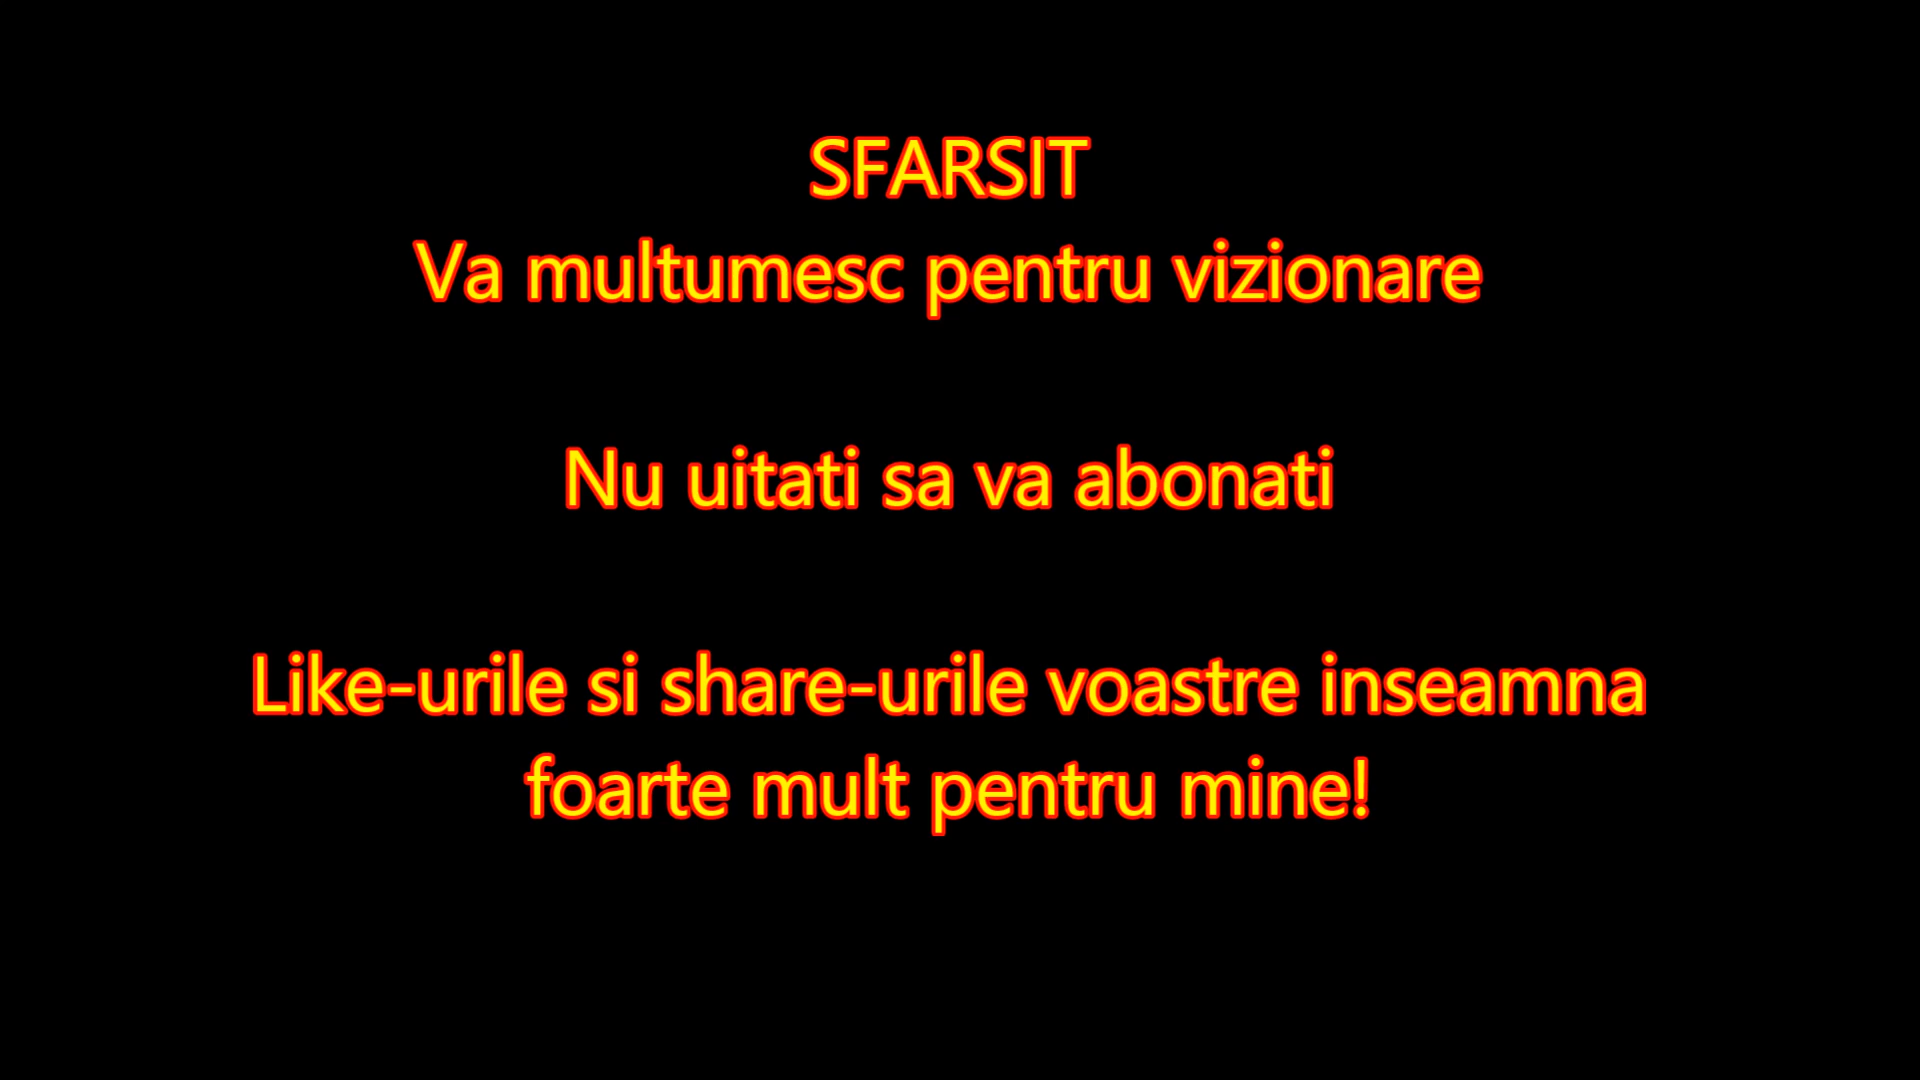 SFARSIT
Va multumesc pentru vizionare
Nu uitati sa va abonati
Like-urile si share-urile voastre inseamna
foarte mult pentru mine!